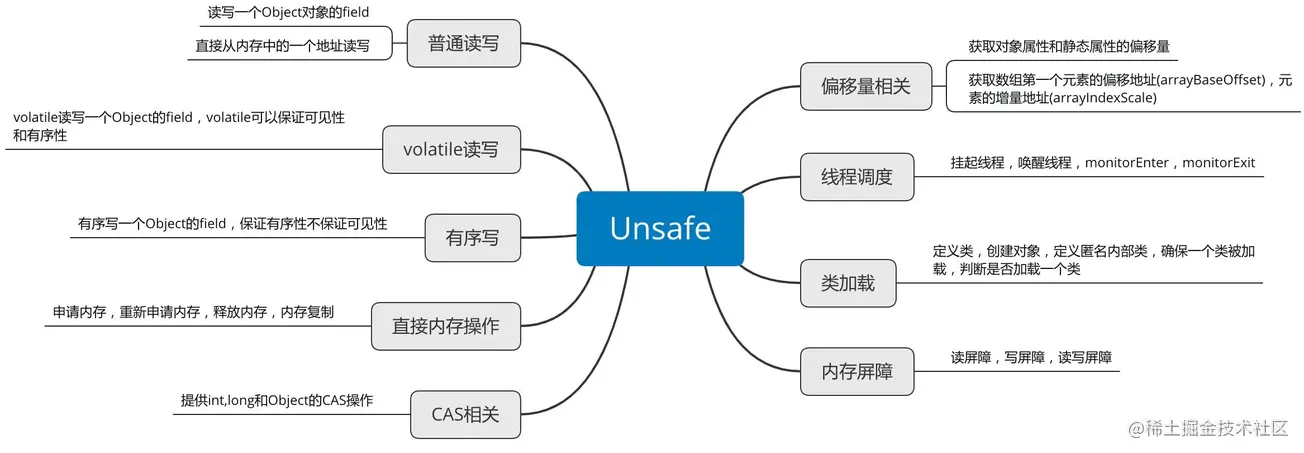 Unsafe
普通读写
读写一个Object对象的field
直接从内存中的一个地址读写
volatile读写
volatile读写一个Object的field，volatile可以保证可见性
和有序性
有序写
有序写一个Object的field，保证有序性不保证可见性
直接内存操作
申请内存，重新申请内存，释放内存，内存复制
CAS相关
提供int,long和Object的CAS操作
偏移量相关
获取对象属性和静态属性的偏移量
获取数组第一个元素的偏移地址(arrayBaseOffset)，元
素的增量地址(arrayIndexScale)
线程调度
挂起线程，唤醒线程，monitorEnter，monitorExit
类加载
定义类，创建对象，定义匿名内部类，确保一个类被加
载，判断是否加载一个类
内存屏障
读屏障，写屏障，读写屏障
@稀土掘金技术社区